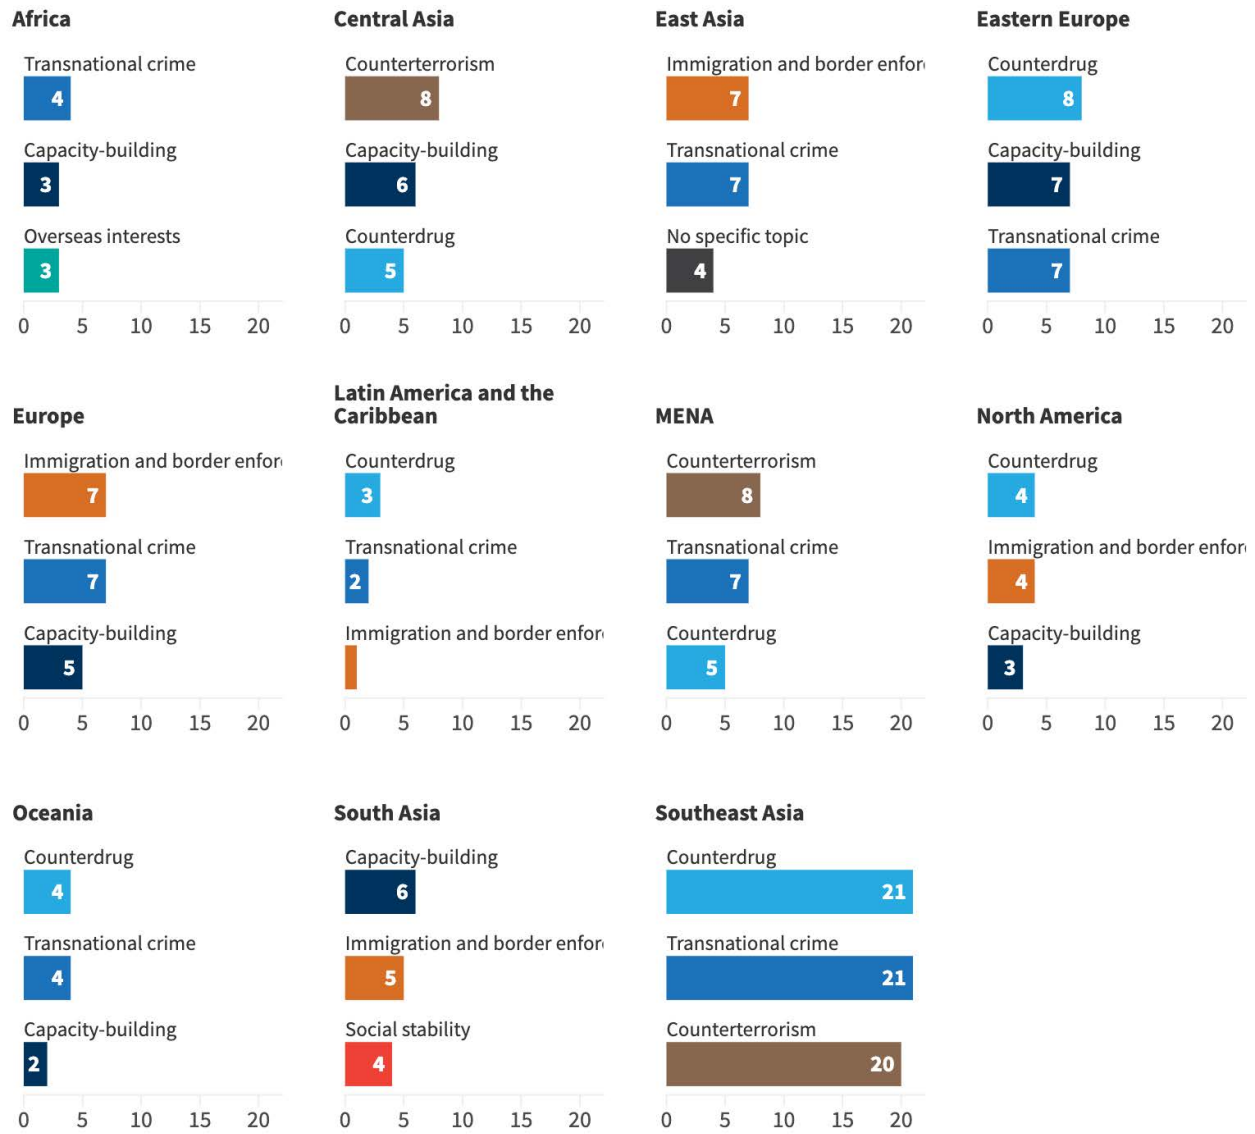 Africa
Transnational crime
4
Capacity-building
3
Overseas interests
3
0 5 10 15 20
Central Asia
Counterterrorism
8
Capacity-building
6
Counterdrug
5
0 5 10 15 20
East Asia
Immigration and border enfor
7
Transnational crime
7
No specific topic
4
0 5 10 15 20
Eastern Europe
Counterdrug
8
Capacity-building
7
Transnational crime
7
0 5 10 15 20
Europe
Immigration and border enfor
7
Transnational crime
7
Capacity-building
5
0 5 10 15 20
Latin America and the
Caribbean
Counterdrug
3
Transnational crime
2
Immigration and border enfor
0 5 10 15 20
MENA
Counterterrorism
8
Transnational crime
7
Counterdrug
5
0 5 10 15 20
North America
Counterdrug
4
Immigration and border enfor
4
Capacity-building
3
0 5 10 15 20
Oceania
Counterdrug
4
Transnational crime
4
Capacity-building
2
0 5 10 15 20
South Asia
Capacity-building
6
Immigration and border enfor
5
Social stability
4
0 5 10 15 20
Southeast Asia
Counterdrug
21
Transnational crime
21
Counterterrorism
20
0 5 10 15 20